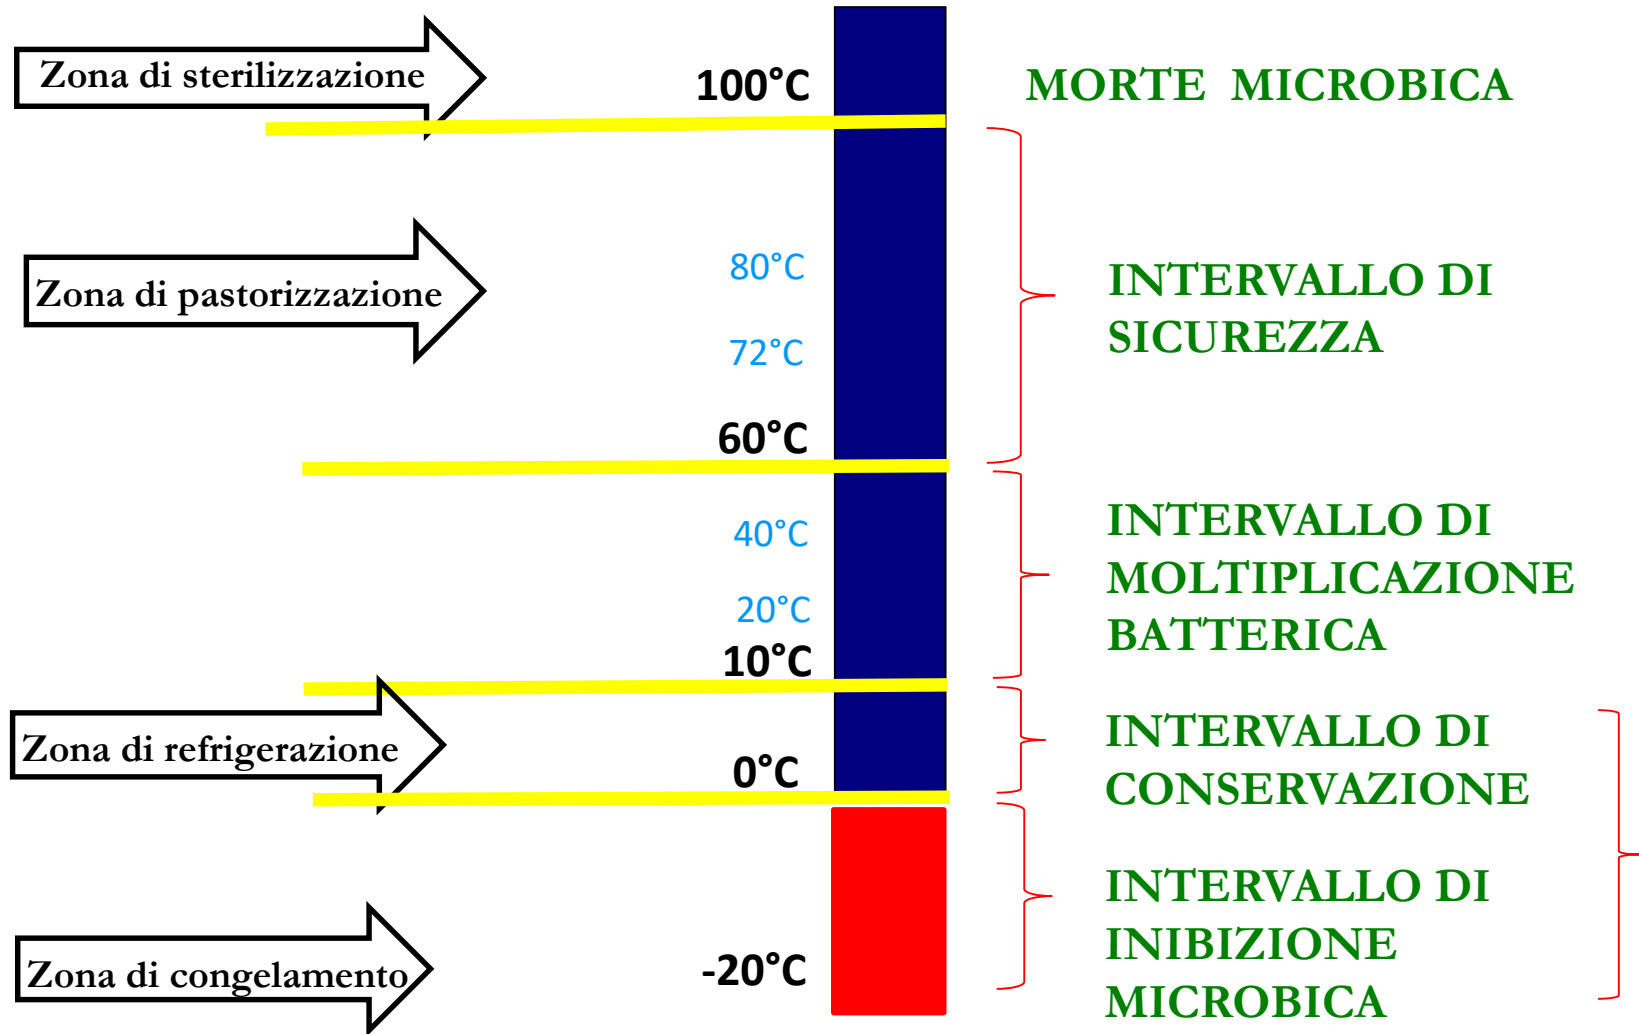 Zona di sterilizzazione
100°C
MORTE MICROBICA
Zona di pastorizzazione
80°C
72°C
INTERVALLO DI
SICUREZZA
60°C
40°C
20°C
10°C
INTERVALLO DI
MOLTIPLICAZIONE
BATTERICA
Zona di refrigerazione
0°C
INTERVALLO DI
CONSERVAZIONE
Zona di congelamento
-20°C
INTERVALLO DI
INIBIZIONE
MICROBICA